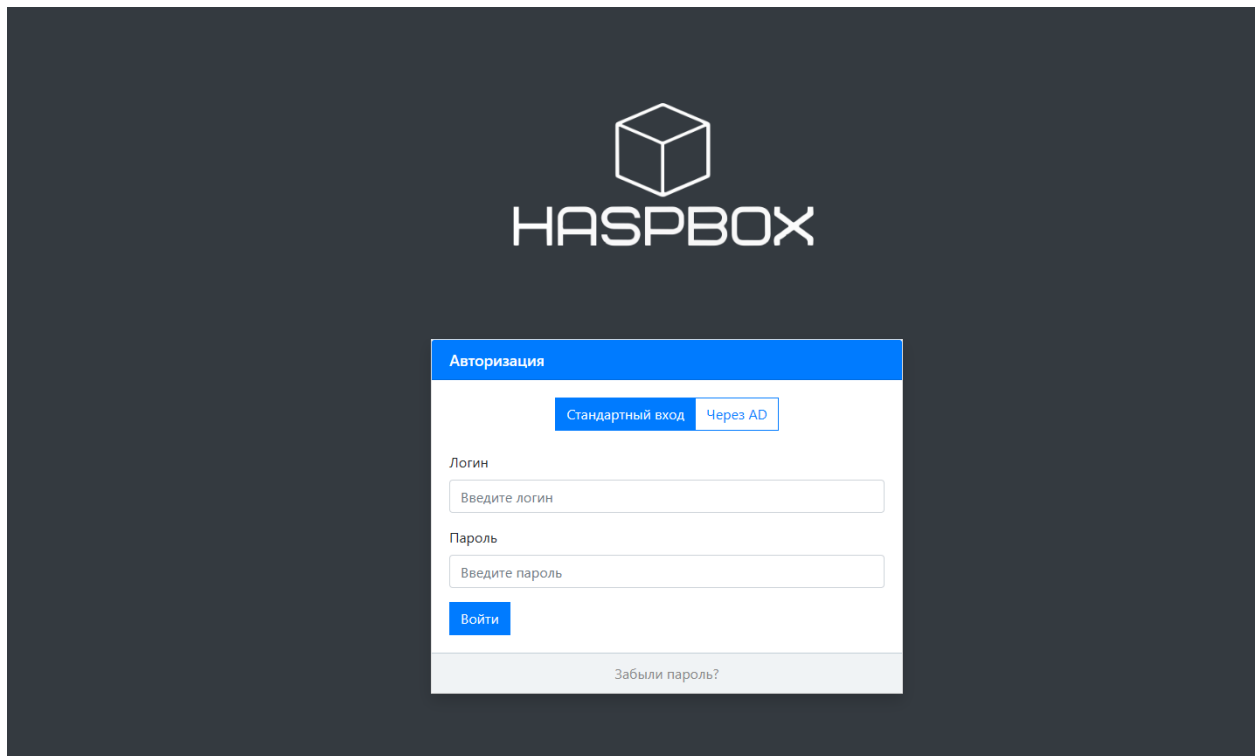 HASPBOX
Авторизация
Стандартный вход Через AD
Логин
Введите логин
Пароль
Введите пароль
Войти
Забыли пароль?